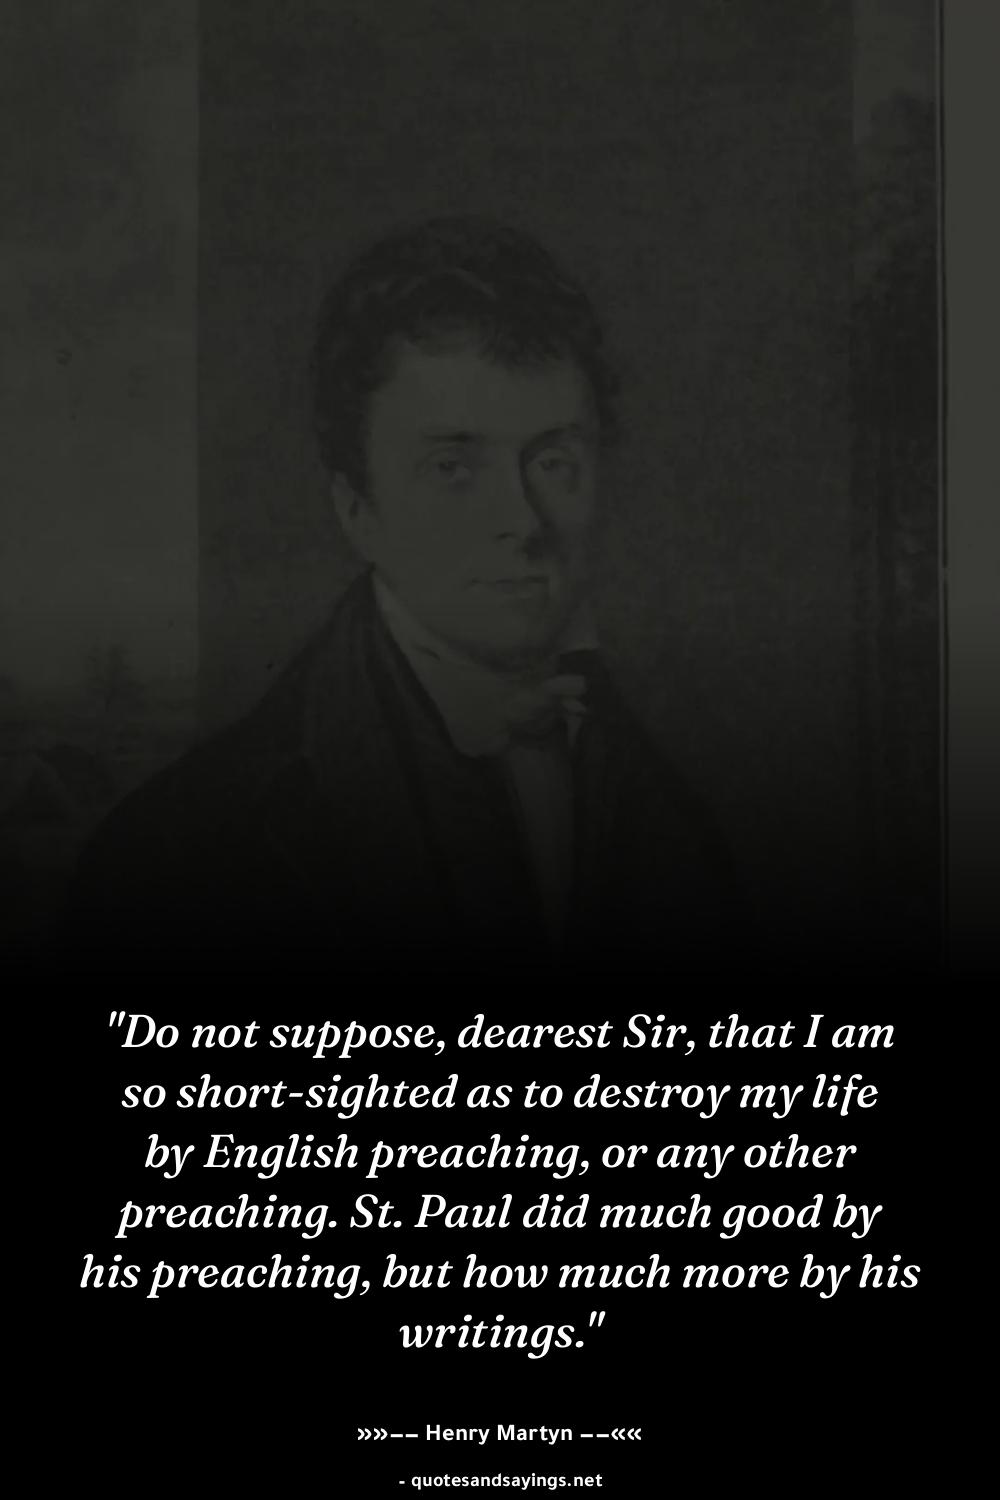 "Do not suppose, dearest Sir, that I am
so short-sighted as to destroy my life
by English preaching, or any other
preaching. St. Paul did much good by
his preaching, but how much more by his
writings."
»»–– Henry Martyn ––««
- quotesandsayings.net